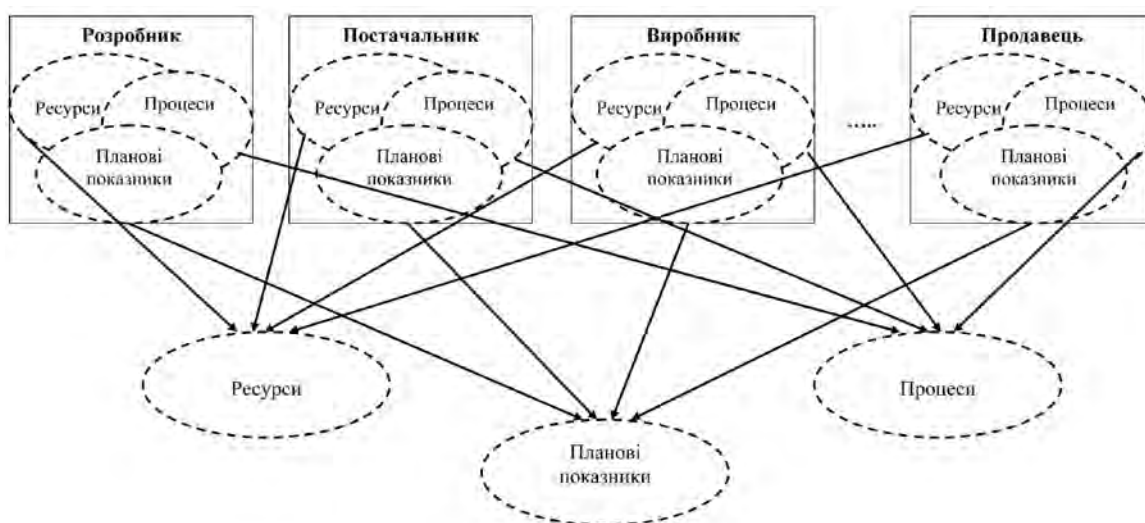 Розробник
Ресурси
Процеси
Планові
показники
Постачальник
Ресурси
Процеси
Планові
показники
Виробник
Ресурси
Процеси
Планові
показники
.....
Продавець
Ресурси
Процеси
Планові
показники
Ресурси
Процеси
Планові
показники